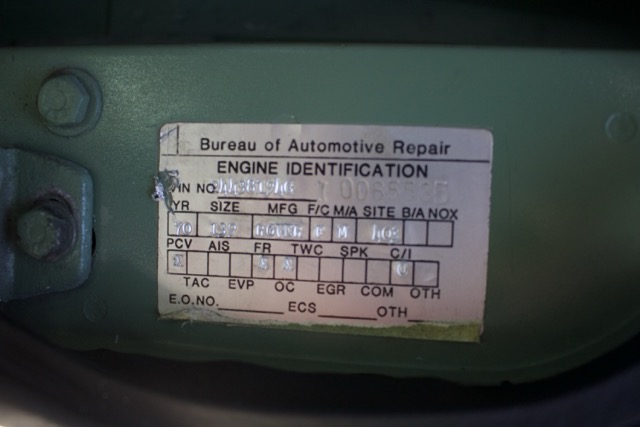 Bureau of Automotive Repair
ENGINE IDENTIFICATION
IN NO.
YR SIZE MFG F/C M/A SITE B/A NOX
70 M
PCV AIS FR TWC SPK C/I
X X X C
TAC EVP OC EGR COM OTH
E.O.NO. ECS OTH